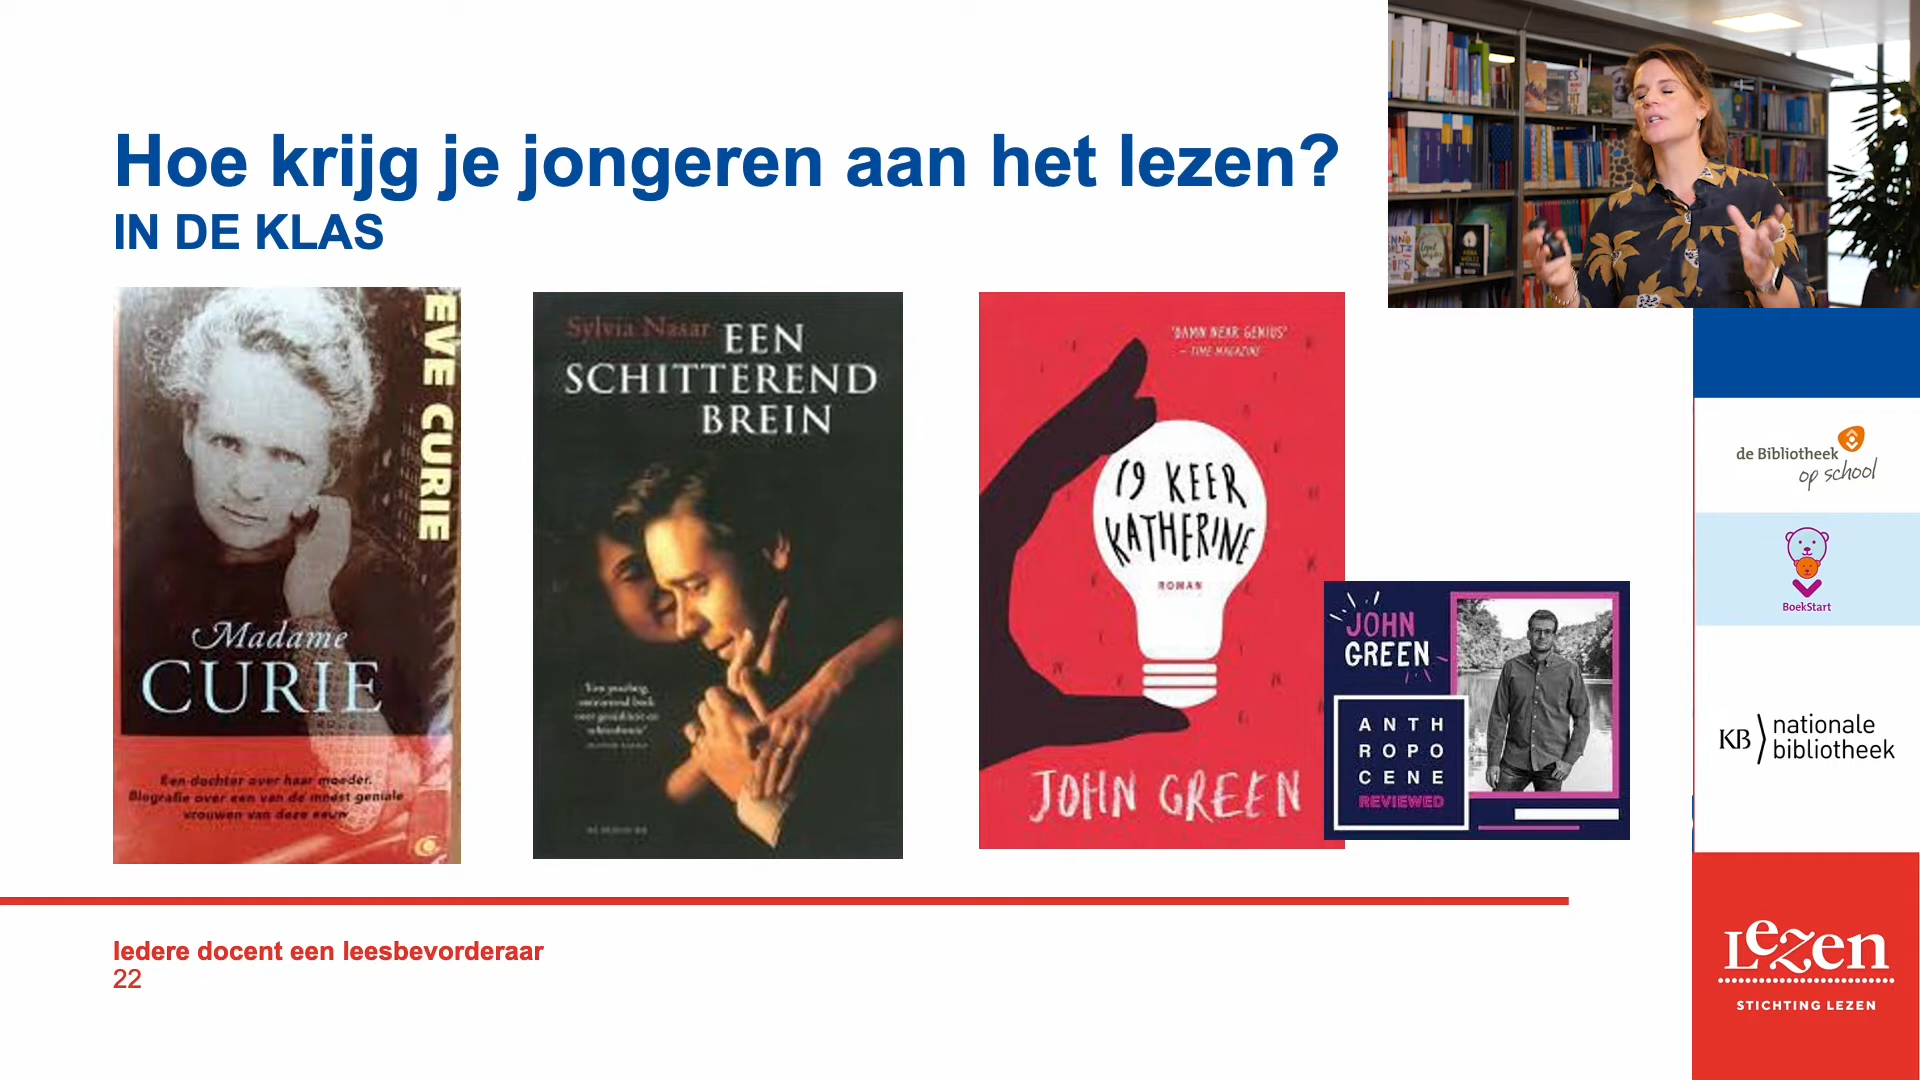 Hoe krijg je jongeren aan het lezen?
IN DE KLAS
EVE CURIE
Madame
CURIE
Een dochter over haar moeder.
Biografie over een van de meest geniale
vrouwen van deze eeuw
Sylvia Nasar
EEN
SCHITTEREND
BREIN
'DAMN NEAR GENIUS'
– TIME MAGAZINE
19 KEER
KATHERINE
ROMAN
JOHN GREEN
JOHN
GREEN
ANTH
ROPO
CENE
REVIEWED
de Bibliotheek
op school
BoekStart
KB nationale
bibliotheek
Lezen
STICHTING LEZEN
Iedere docent een leesbevorderaar
22